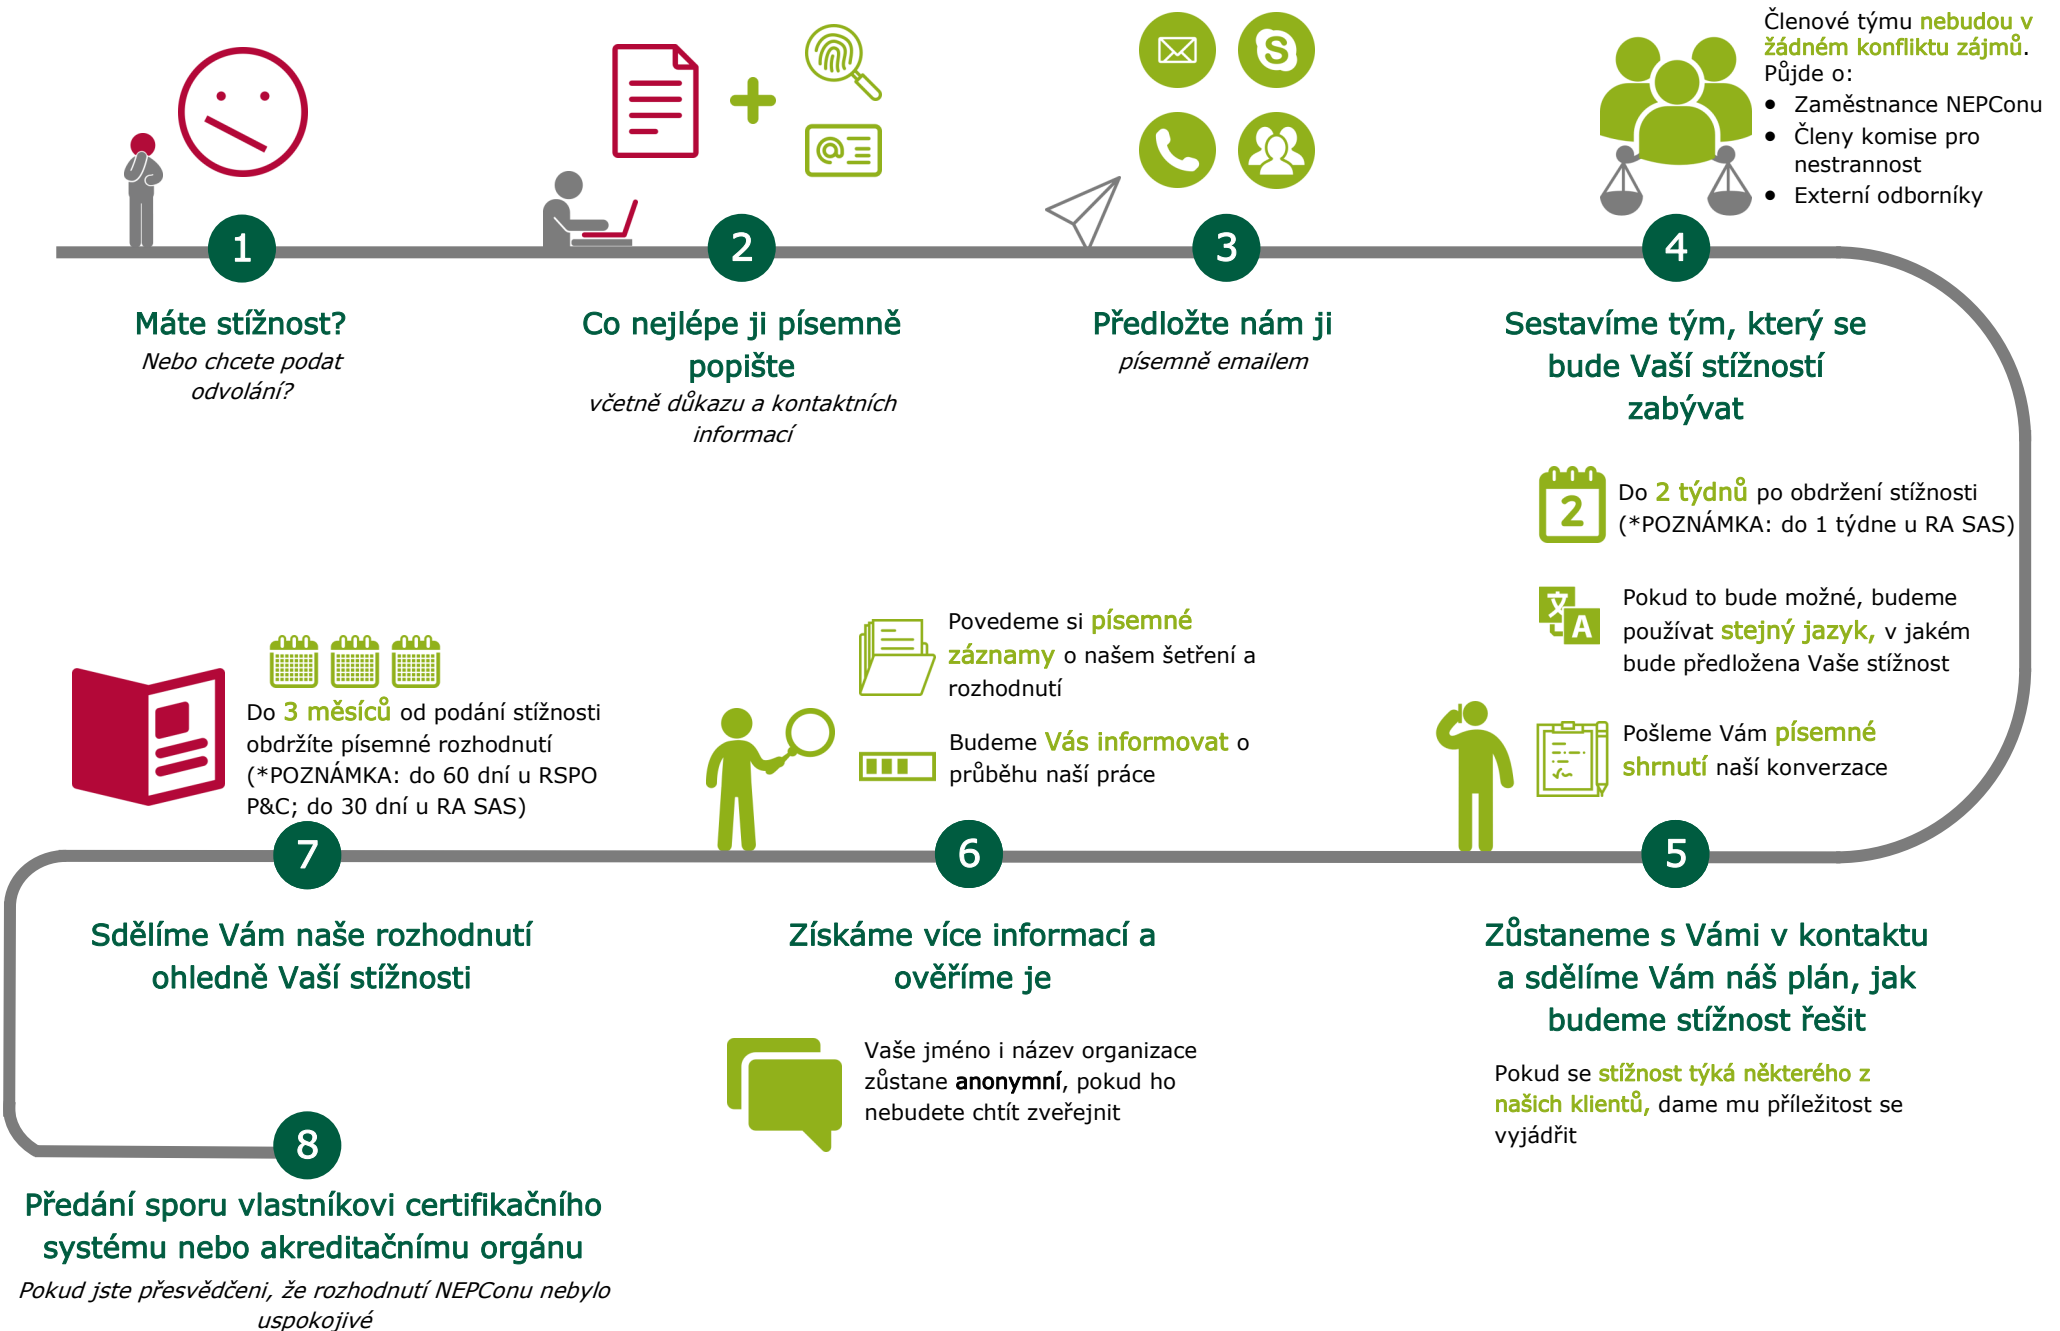 Členové týmu nebudou v
žádném konfliktu zájmů.
Půjde o:
• Zaměstnance NEPConu
• Členy komise pro
nestrannost
• Externí odborníky
1
Máte stížnost?
Nebo chcete podat
odvolání?
2
Co nejlépe ji písemně
popište
včetně důkazu a kontaktních
informací
3
Předložte nám ji
písemně emailem
4
Sestavíme tým, který se
bude Vaší stížností
zabývat
2
Do 2 týdnů po obdržení stížnosti
(*POZNÁMKA: do 1 týdne u RA SAS)
Pokud to bude možné, budeme
používat stejný jazyk, v jakém
bude předložena Vaše stížnost
Pošleme Vám písemné
shrnutí naší konverzace
5
Zůstaneme s Vámi v kontaktu
a sdělíme Vám náš plán, jak
budeme stížnost řešit
Pokud se stížnost týká některého z
našich klientů, dame mu příležitost se
vyjádřit
Povedeme si písemné
záznamy o našem šetření a
rozhodnutí
Budeme Vás informovat o
průběhu naší práce
6
Získáme více informací a
ověříme je
Vaše jméno i název organizace
zůstane anonymní, pokud ho
nebudete chtít zveřejnit
Do 3 měsíců od podání stížnosti
obdržíte písemné rozhodnutí
(*POZNÁMKA: do 60 dní u RSPO
P&C; do 30 dní u RA SAS)
7
Sdělíme Vám naše rozhodnutí
ohledně Vaší stížnosti
8
Předání sporu vlastníkovi certifikačního
systému nebo akreditačnímu orgánu
Pokud jste přesvědčeni, že rozhodnutí NEPConu nebylo
uspokojivé